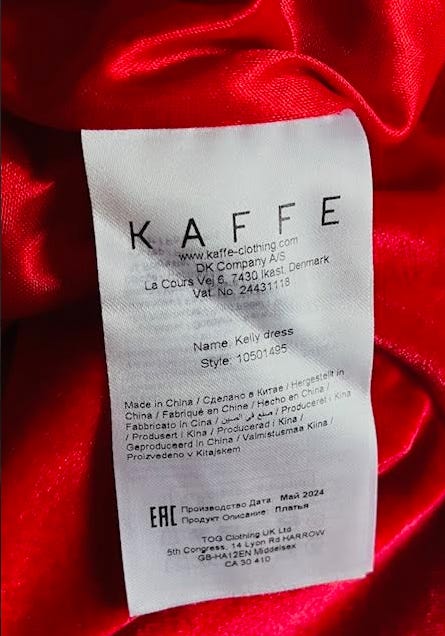 KAFFE
www.kaffe-clothing.com
DK Company A/S
La Cours Vej 6, 7430 Ikast, Denmark
Vat. No. 24431118
Name: Kelly dress
Style: 10501495
Made in China / Сделано в Китае / Hergestellt in
China / Fabriqué en Chine / Hecho en China /
Fabbricato in Cina / صنع في الصين / Produceret i Kina
/ Produsert i Kina / Producerad i Kina /
Geproduceerd in China / Valmistusmaa Kiina /
Proizvedeno v Kitajskem
EAC Производство Дата Май 2024
Продукт Описание Платья
TOG Clothing UK Ltd
5th Congress, 14 Lyon Rd HARROW
GB-HA12EN Middelsex
CA 30 410